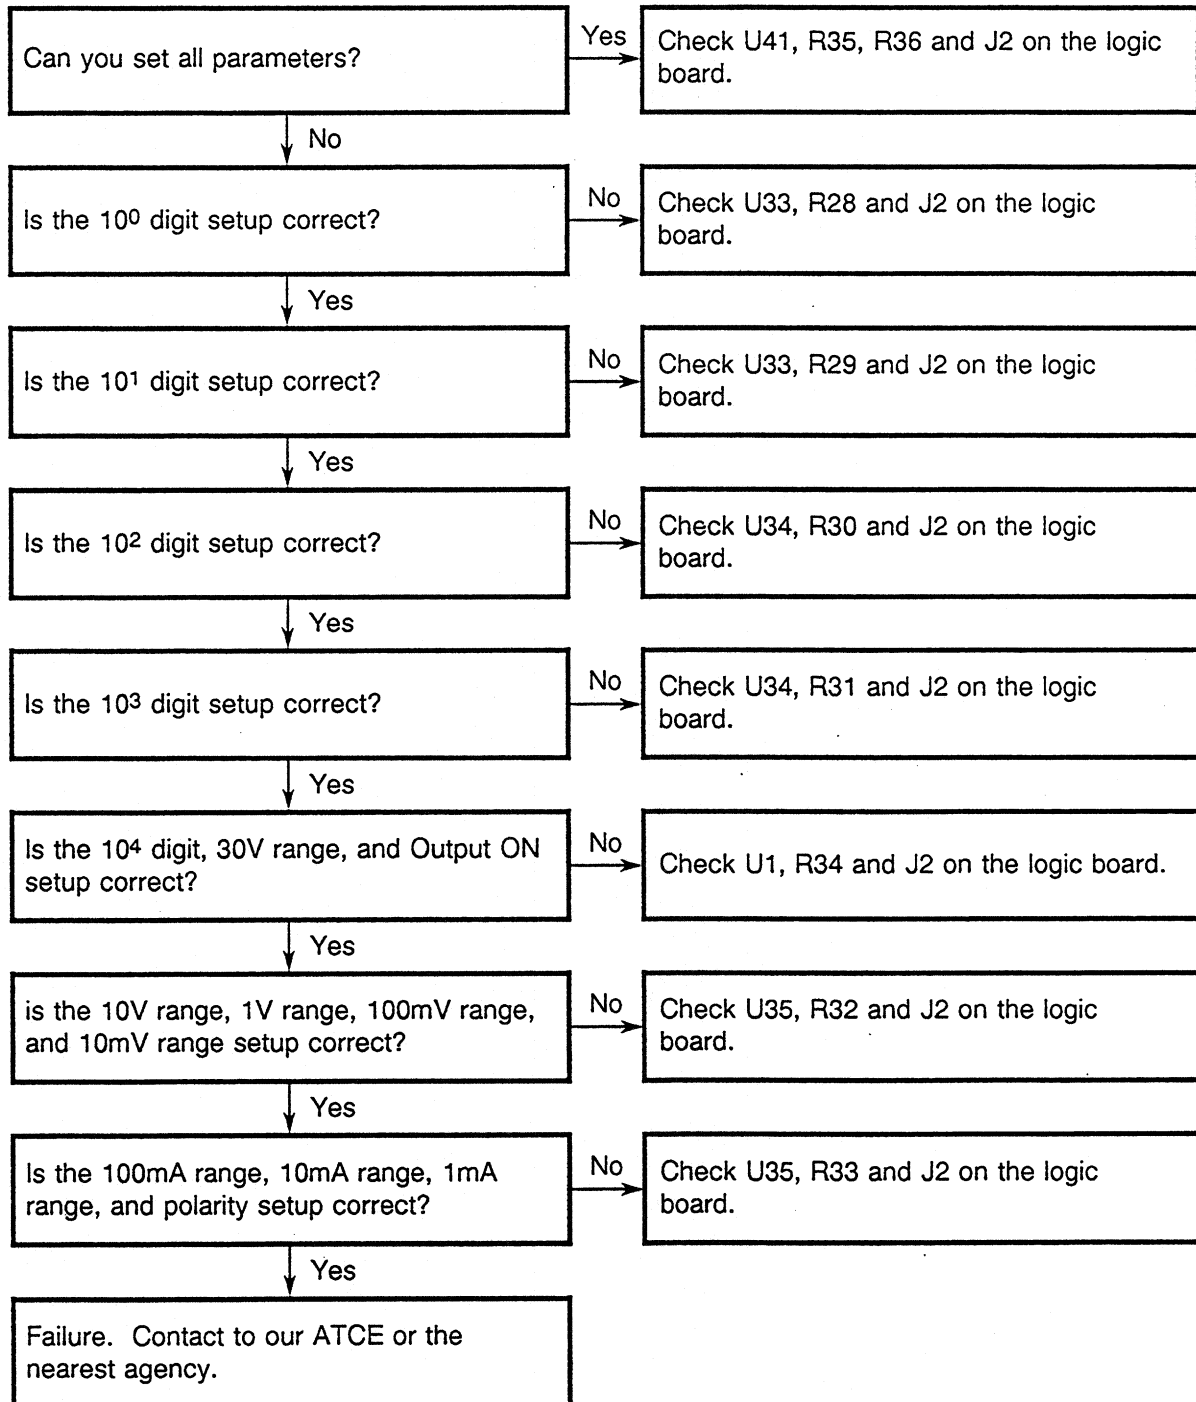 Can you set all parameters?
Yes
Check U41, R35, R36 and J2 on the logic
board.
No
Is the 10⁰ digit setup correct?
No
Check U33, R28 and J2 on the logic
board.
Yes
Is the 10¹ digit setup correct?
No
Check U33, R29 and J2 on the logic
board.
Yes
Is the 10² digit setup correct?
No
Check U34, R30 and J2 on the logic
board.
Yes
Is the 10³ digit setup correct?
No
Check U34, R31 and J2 on the logic
board.
Yes
Is the 10⁴ digit, 30V range, and Output ON
setup correct?
No
Check U1, R34 and J2 on the logic board.
Yes
is the 10V range, 1V range, 100mV range,
and 10mV range setup correct?
No
Check U35, R32 and J2 on the logic
board.
Yes
Is the 100mA range, 10mA range, 1mA
range, and polarity setup correct?
No
Check U35, R33 and J2 on the logic
board.
Yes
Failure. Contact to our ATCE or the
nearest agency.